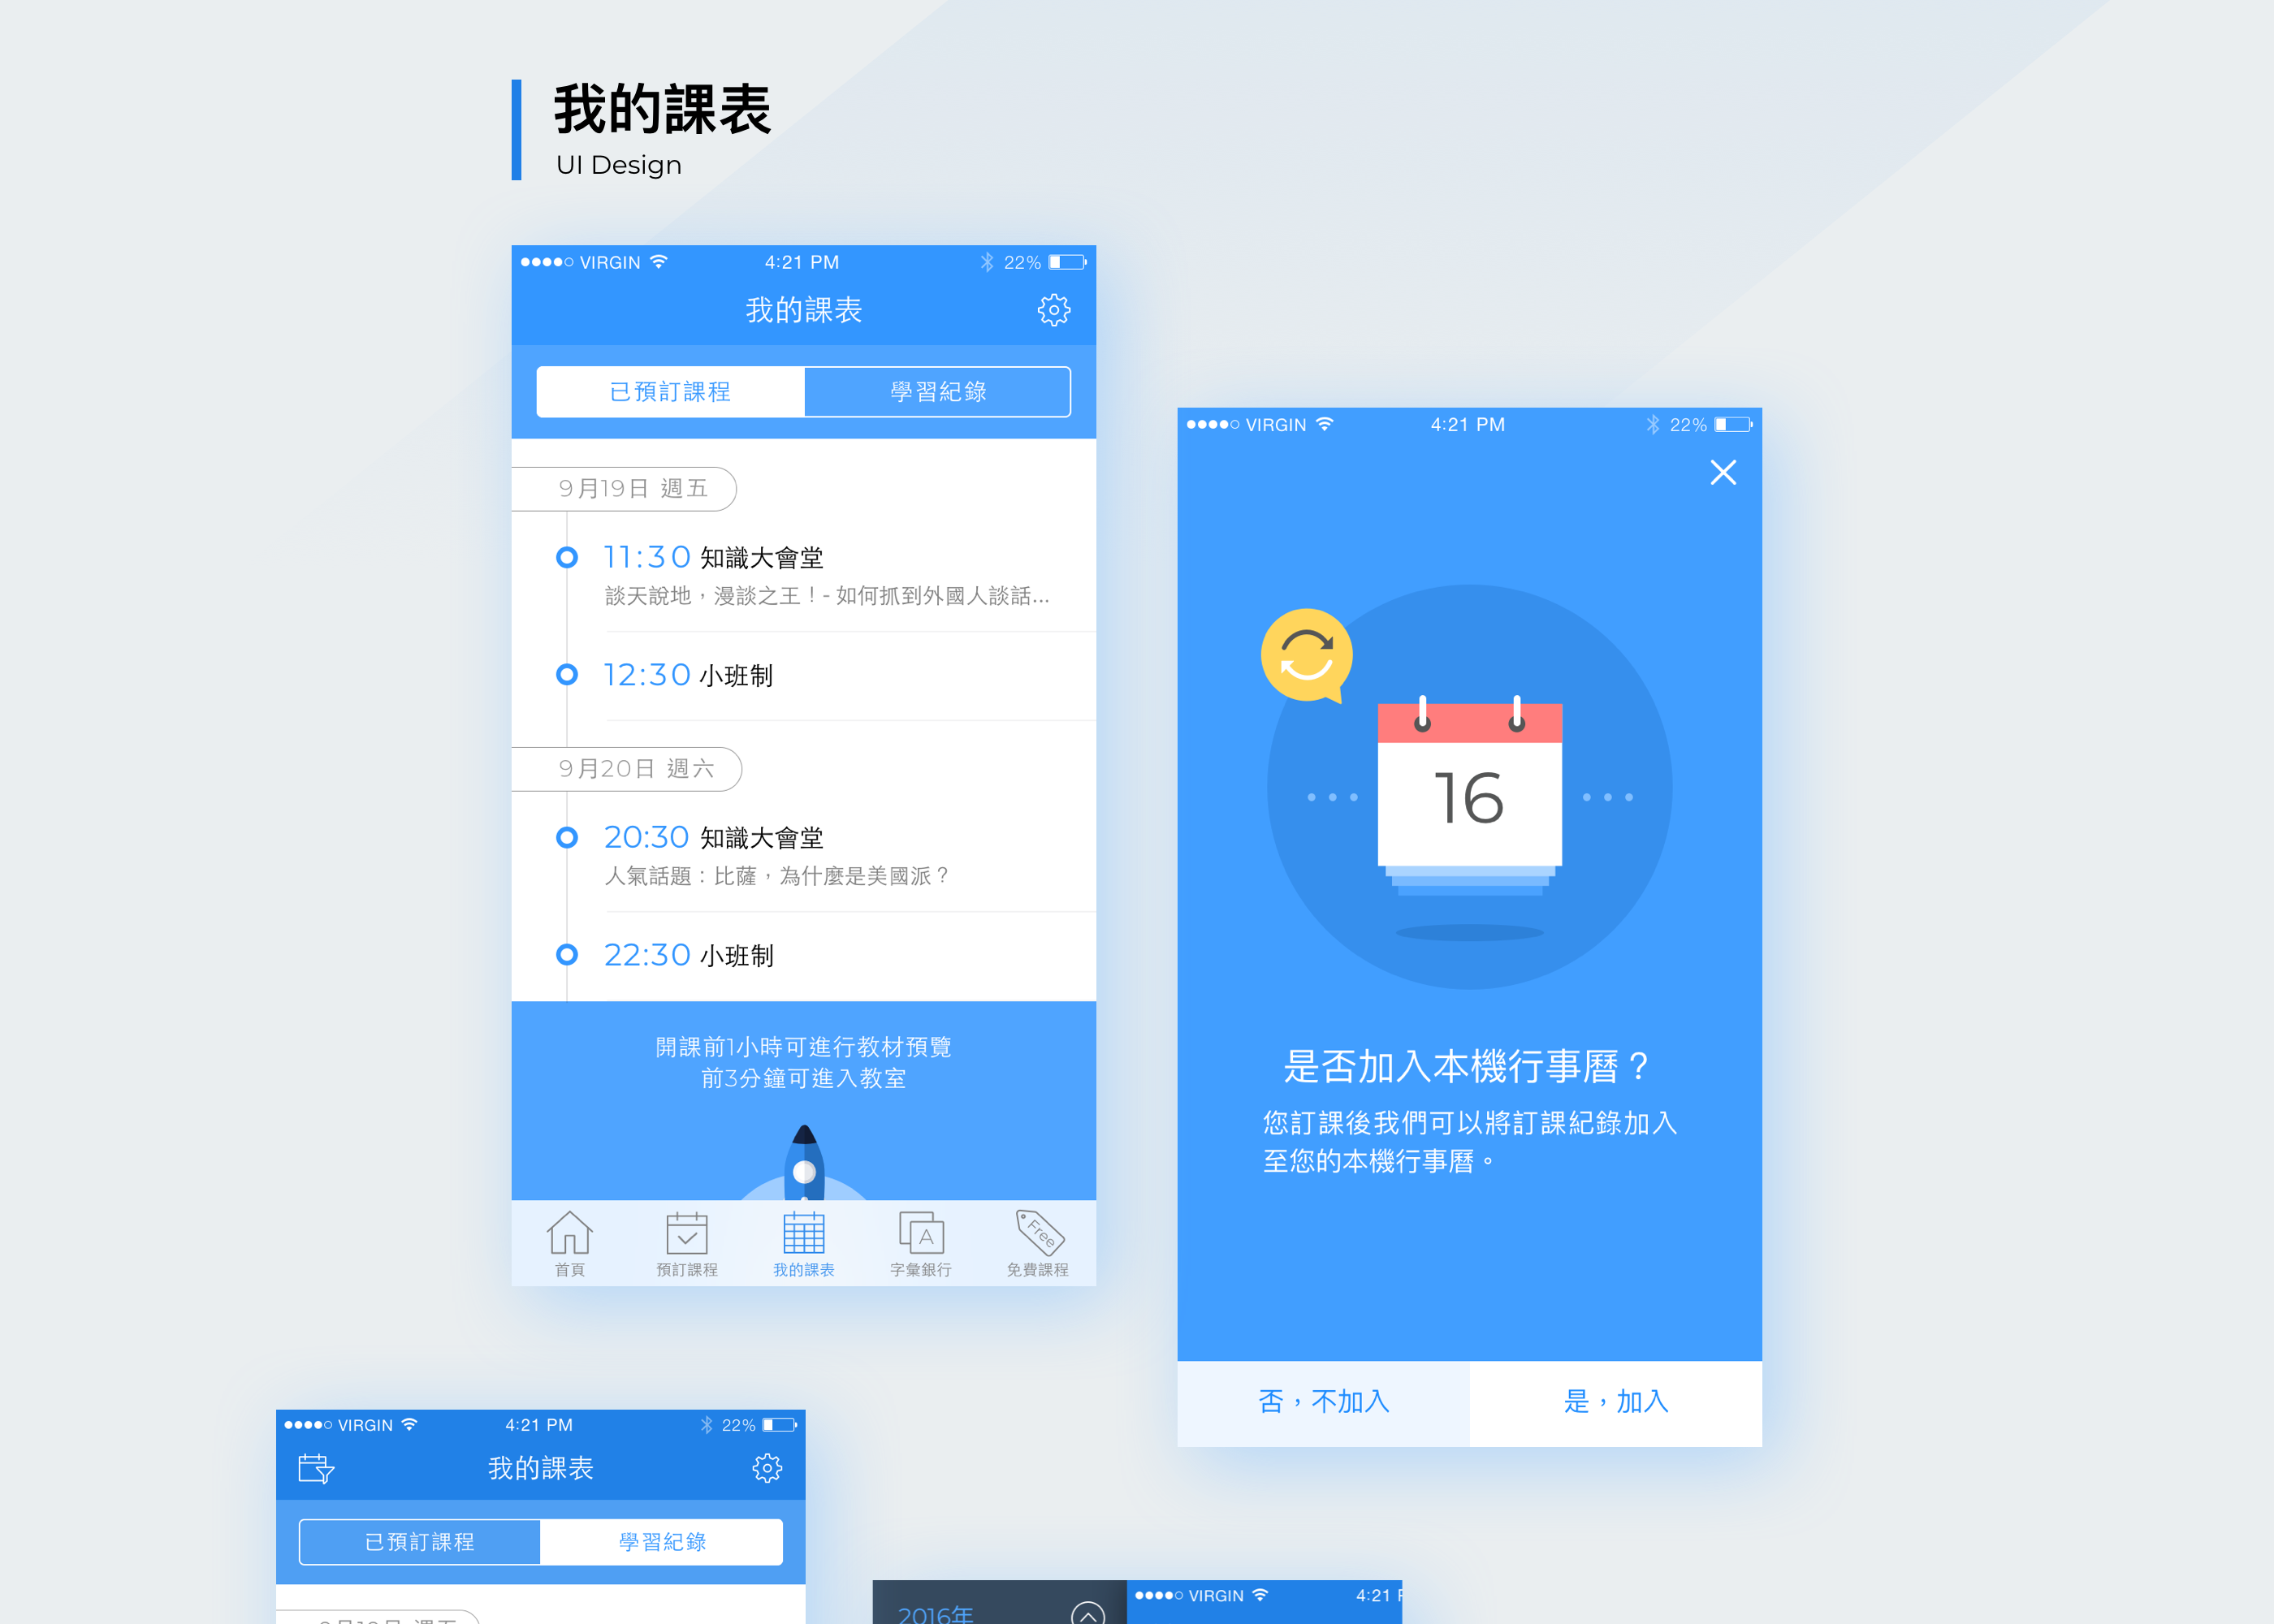 我的課表
UI Design
VIRGIN 4:21 PM 22%
我的課表
已預訂課程 學習紀錄
9月19日 週五
11:30 知識大會堂
談天說地，漫談之王！- 如何抓到外國人談話...
12:30 小班制
9月20日 週六
20:30 知識大會堂
人氣話題：比薩，為什麼是美國派？
22:30 小班制
開課前1小時可進行教材預覽
前3分鐘可進入教室
A Free
首頁 預訂課程 我的課表 字彙銀行 免費課程
VIRGIN 4:21 PM 22%
16
是否加入本機行事曆？
您訂課後我們可以將訂課紀錄加入
至您的本機行事曆。
否，不加入 是，加入
VIRGIN 4:21 PM 22%
我的課表
已預訂課程 學習紀錄
VIRGIN 4:21
2016年